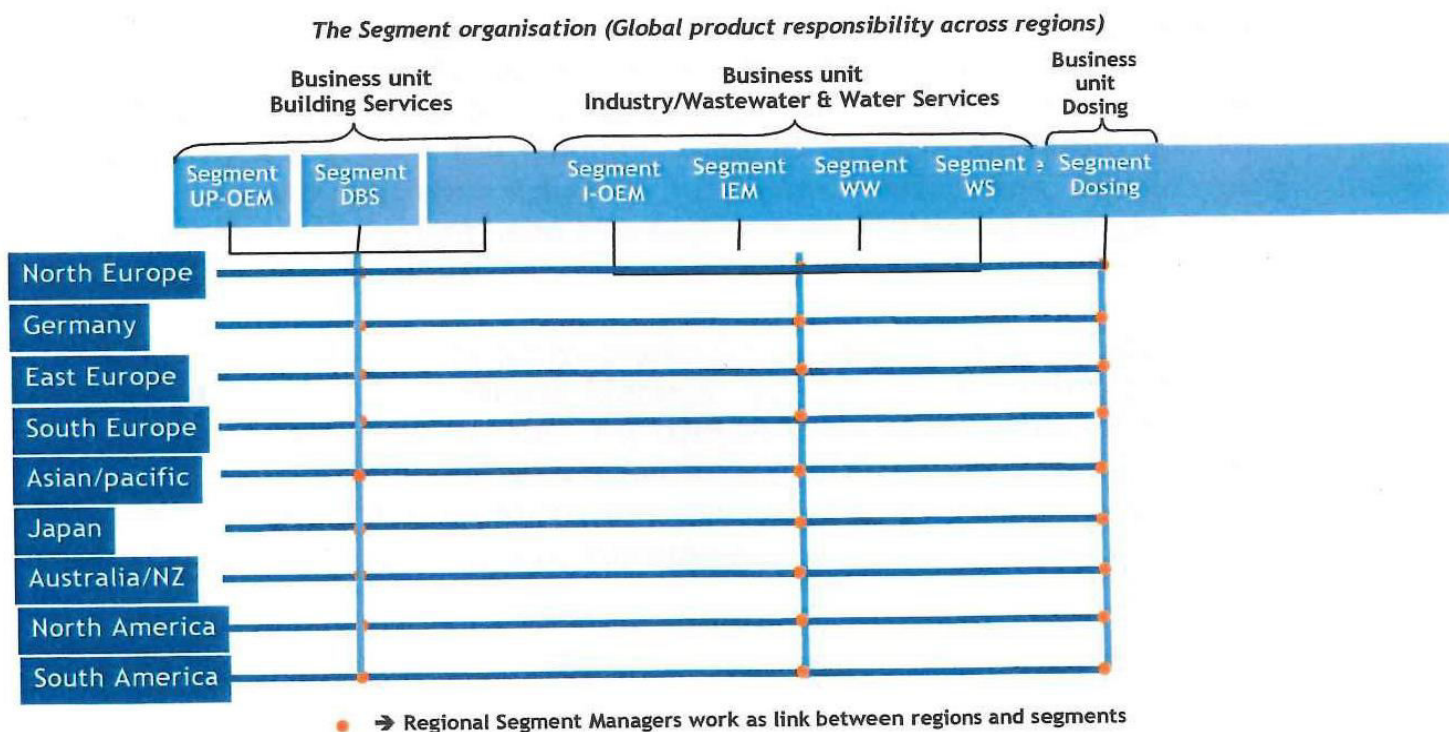 The Segment organisation (Global product responsibility across regions)
Business unit
Building Services
Business unit
Industry/Wastewater & Water Services
Business
unit
Dosing
Segment
UP-OEM
Segment
DBS
Segment
I-OEM
Segment
IEM
Segment
WW
Segment
WS
Segment
Dosing
North Europe
Germany
East Europe
South Europe
Asian/pacific
Japan
Australia/NZ
North America
South America
➔ Regional Segment Managers work as link between regions and segments